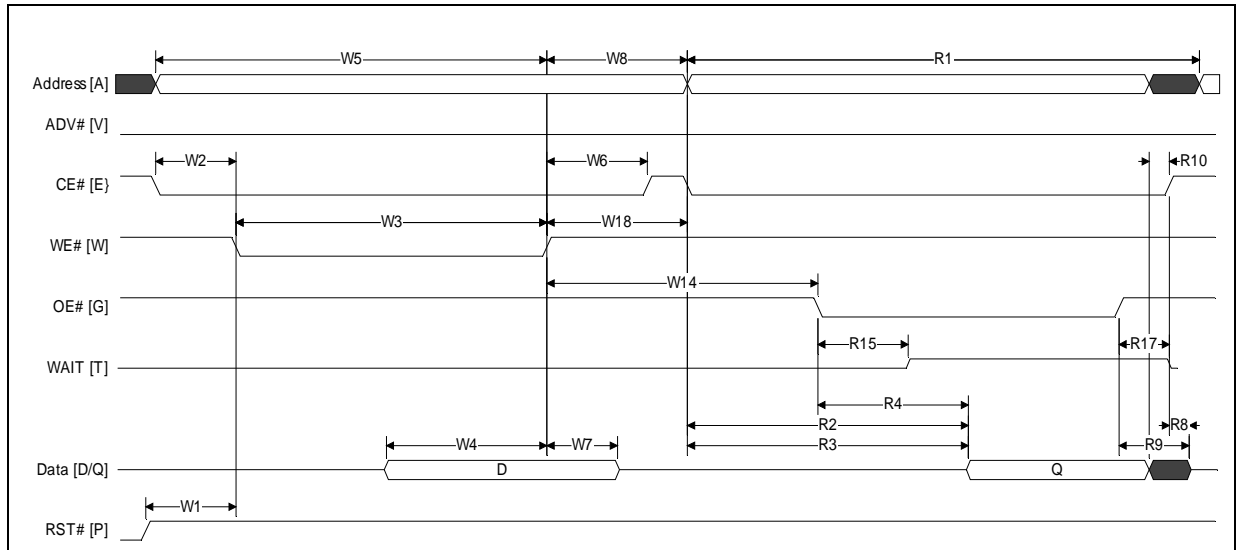 W5 W8 R1
Address [A]
ADV# [V]
W2 W6 R10
CE# [E}
W3 W18
WE# [W]
W14
OE# [G]
R15 R17
WAIT [T]
R4
R2 R8
W4 W7 R3 R9
Data [D/Q] D Q
W1
RST# [P]